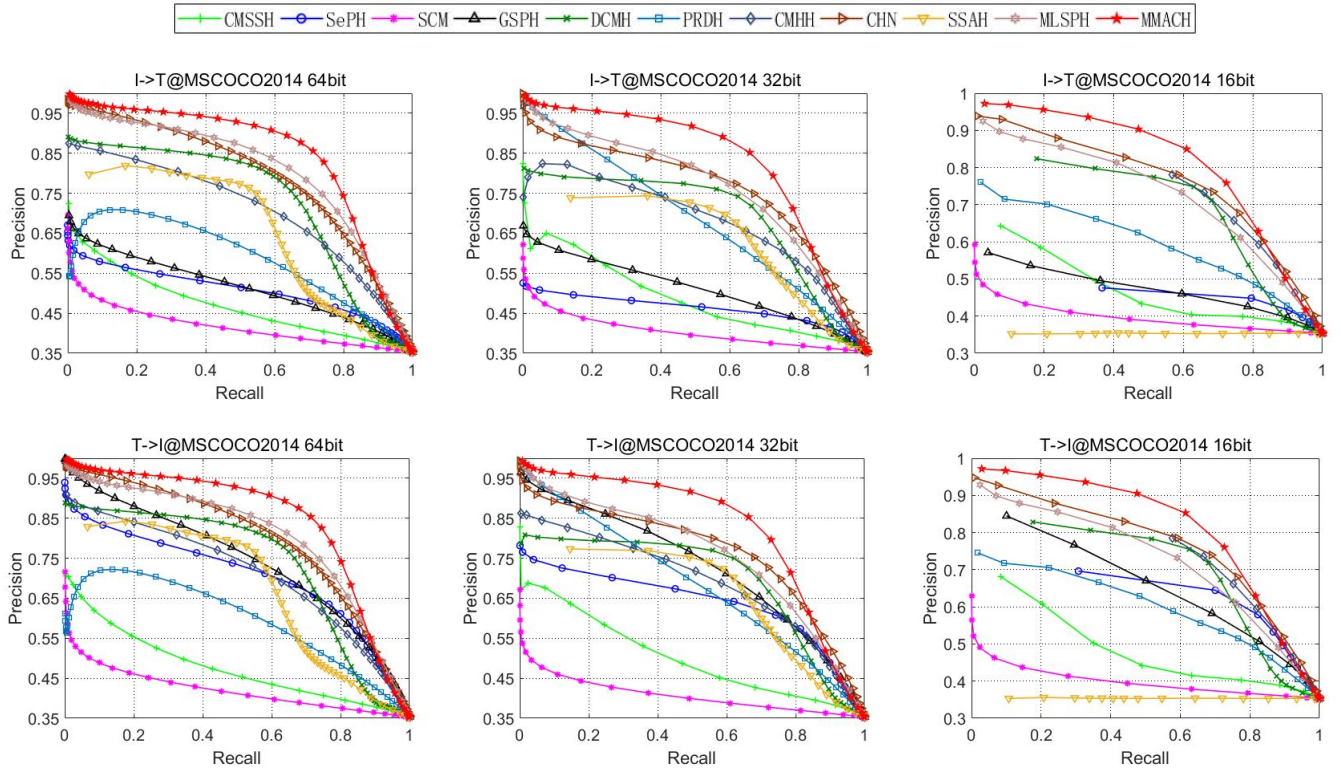 CMSSH SePH SCM GSPH DCMH PRDH CMHH CHN SSAH MLSPH MMACH
I->T@MSCOCO2014 64bit
0.95
0.85
0.75
0.65
0.55
0.45
0.35
Precision
0 0.2 0.4 0.6 0.8 1
Recall
I->T@MSCOCO2014 32bit
0.95
0.85
0.75
0.65
0.55
0.45
0.35
Precision
0 0.2 0.4 0.6 0.8 1
Recall
I->T@MSCOCO2014 16bit
1
0.9
0.8
0.7
0.6
0.5
0.4
0.3
Precision
0 0.2 0.4 0.6 0.8 1
Recall
T->I@MSCOCO2014 64bit
0.95
0.85
0.75
0.65
0.55
0.45
0.35
Precision
0 0.2 0.4 0.6 0.8 1
Recall
T->I@MSCOCO2014 32bit
0.95
0.85
0.75
0.65
0.55
0.45
0.35
Precision
0 0.2 0.4 0.6 0.8 1
Recall
T->I@MSCOCO2014 16bit
1
0.9
0.8
0.7
0.6
0.5
0.4
0.3
Precision
0 0.2 0.4 0.6 0.8 1
Recall